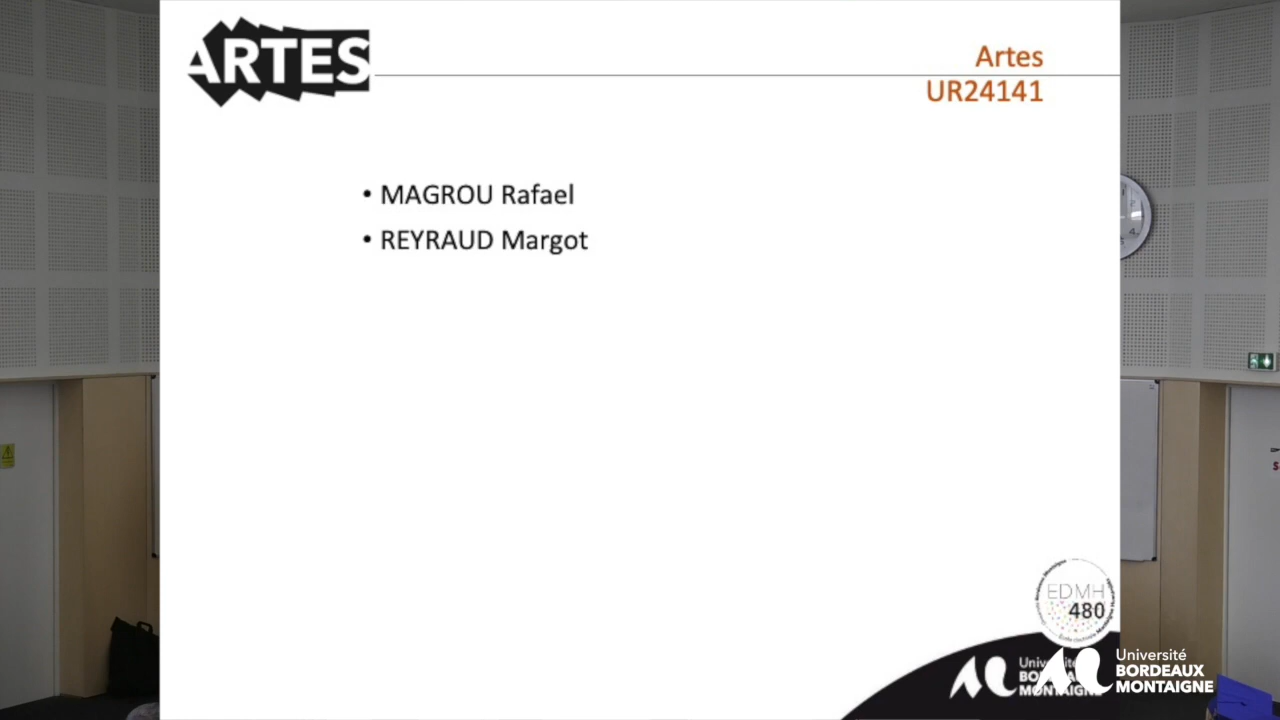 ARTES
Artes
UR24141
• MAGROU Rafael
• REYRAUD Margot
EDMH
480
Université
BORDEAUX
MONTAIGNE